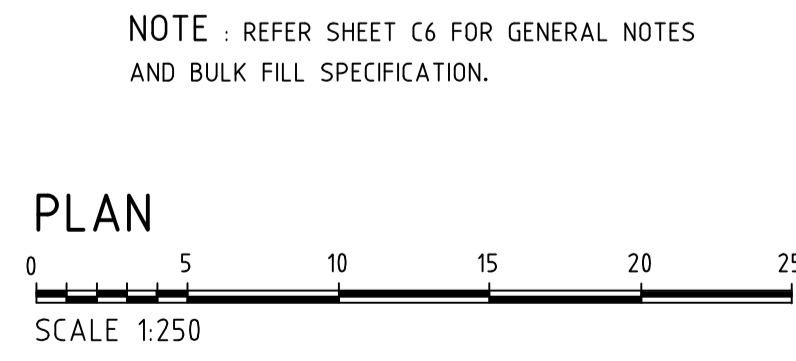 NOTE : REFER SHEET C6 FOR GENERAL NOTES
AND BULK FILL SPECIFICATION.
PLAN
0 5 10 15 20 25
SCALE 1:250